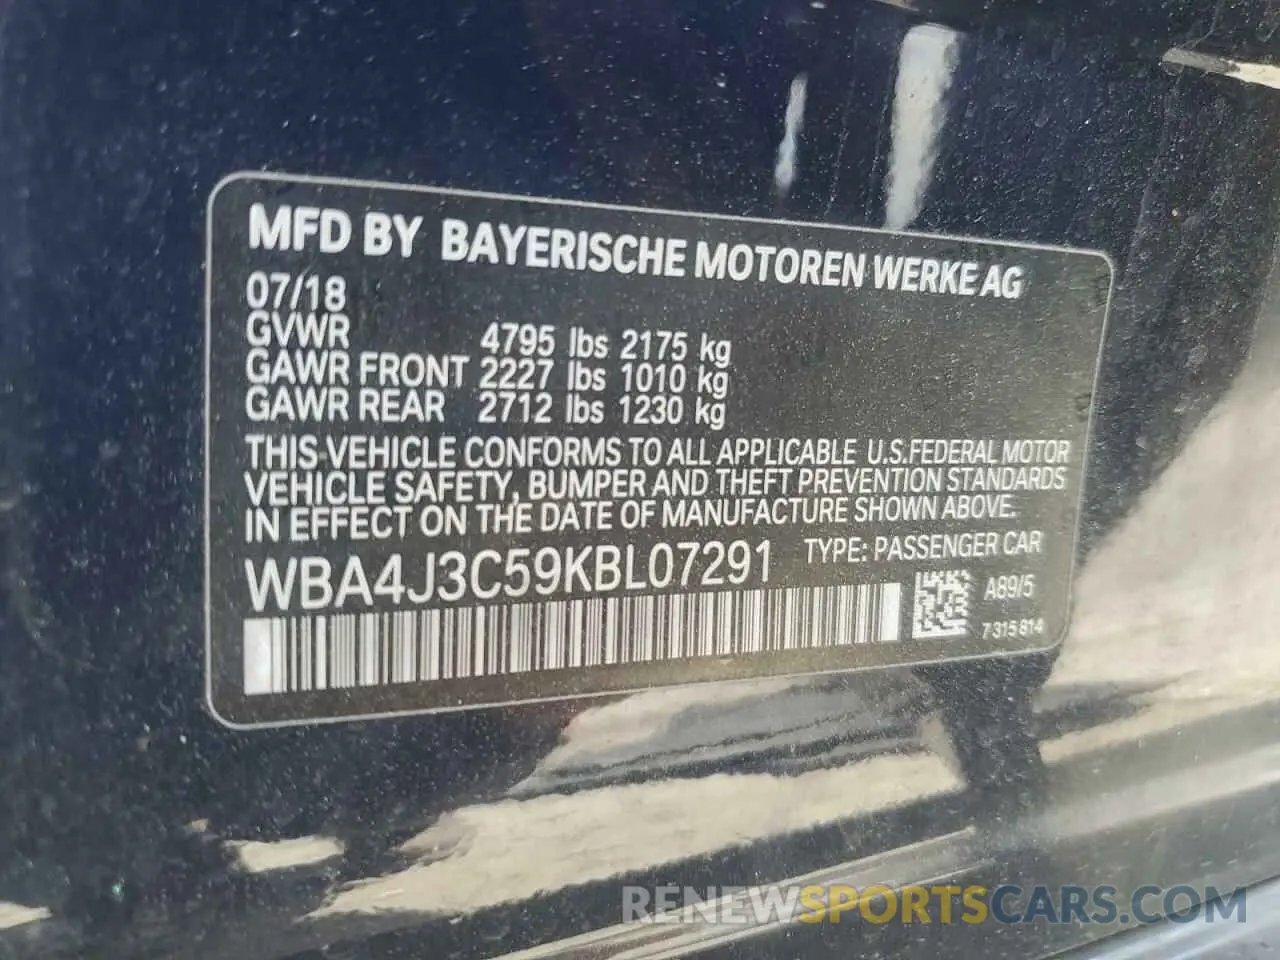 MFD BY BAYERISCHE MOTOREN WERKE AG
07/18
GVWR 4795 lbs 2175 kg
GAWR FRONT 2227 lbs 1010 kg
GAWR REAR 2712 lbs 1230 kg
THIS VEHICLE CONFORMS TO ALL APPLICABLE U.S.FEDERAL MOTOR
VEHICLE SAFETY, BUMPER AND THEFT PREVENTION STANDARDS
IN EFFECT ON THE DATE OF MANUFACTURE SHOWN ABOVE.
WBA4J3C59KBL07291 TYPE: PASSENGER CAR
A89/5
7315814
RENEWSPORTSCARS.COM